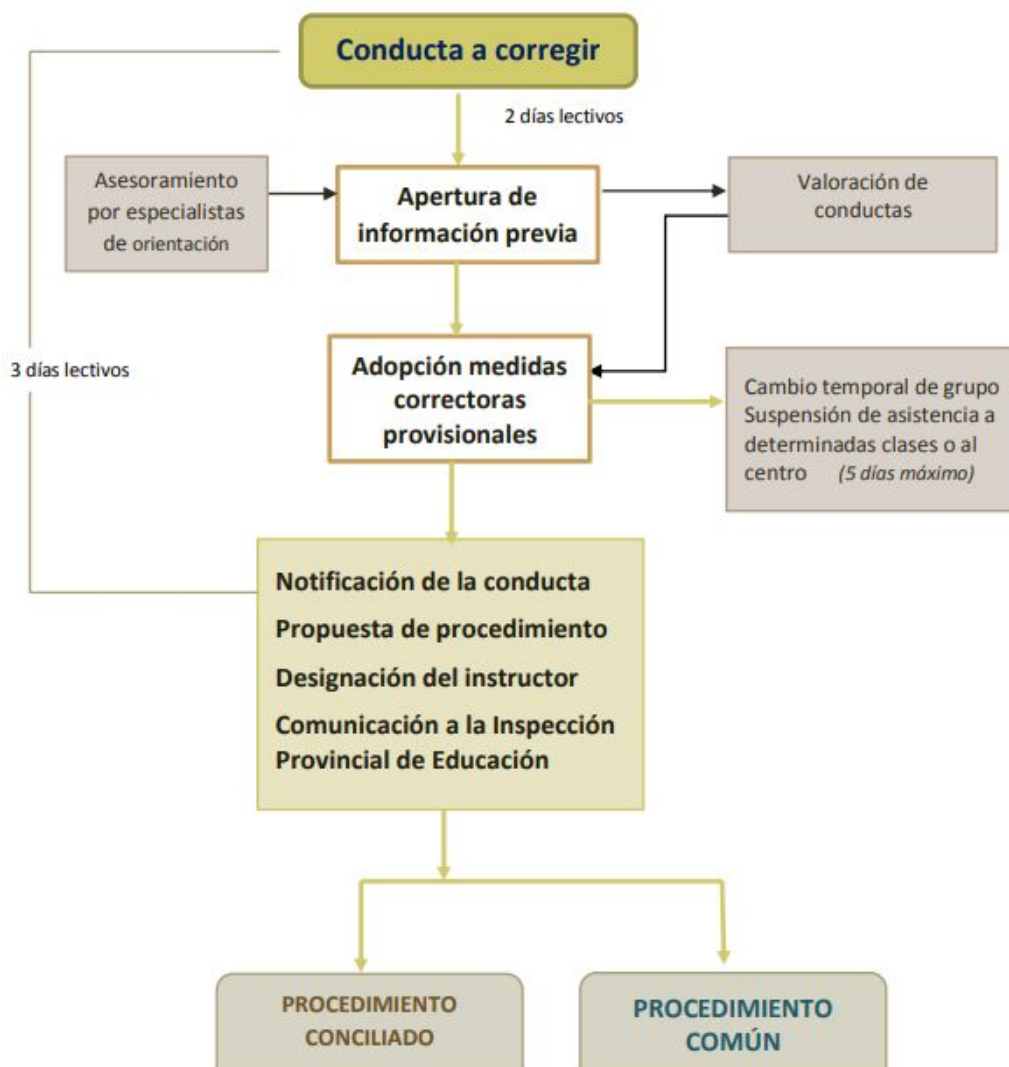 Conducta a corregir
2 días lectivos
Asesoramiento
por especialistas
de orientación
Apertura de
información previa
Valoración de
conductas
3 días lectivos
Adopción medidas
correctoras
provisionales
Cambio temporal de grupo
Suspensión de asistencia a
determinadas clases o al
centro (5 días máximo)
Notificación de la conducta
Propuesta de procedimiento
Designación del instructor
Comunicación a la Inspección
Provincial de Educación
PROCEDIMIENTO
CONCILIADO
PROCEDIMIENTO
COMÚN